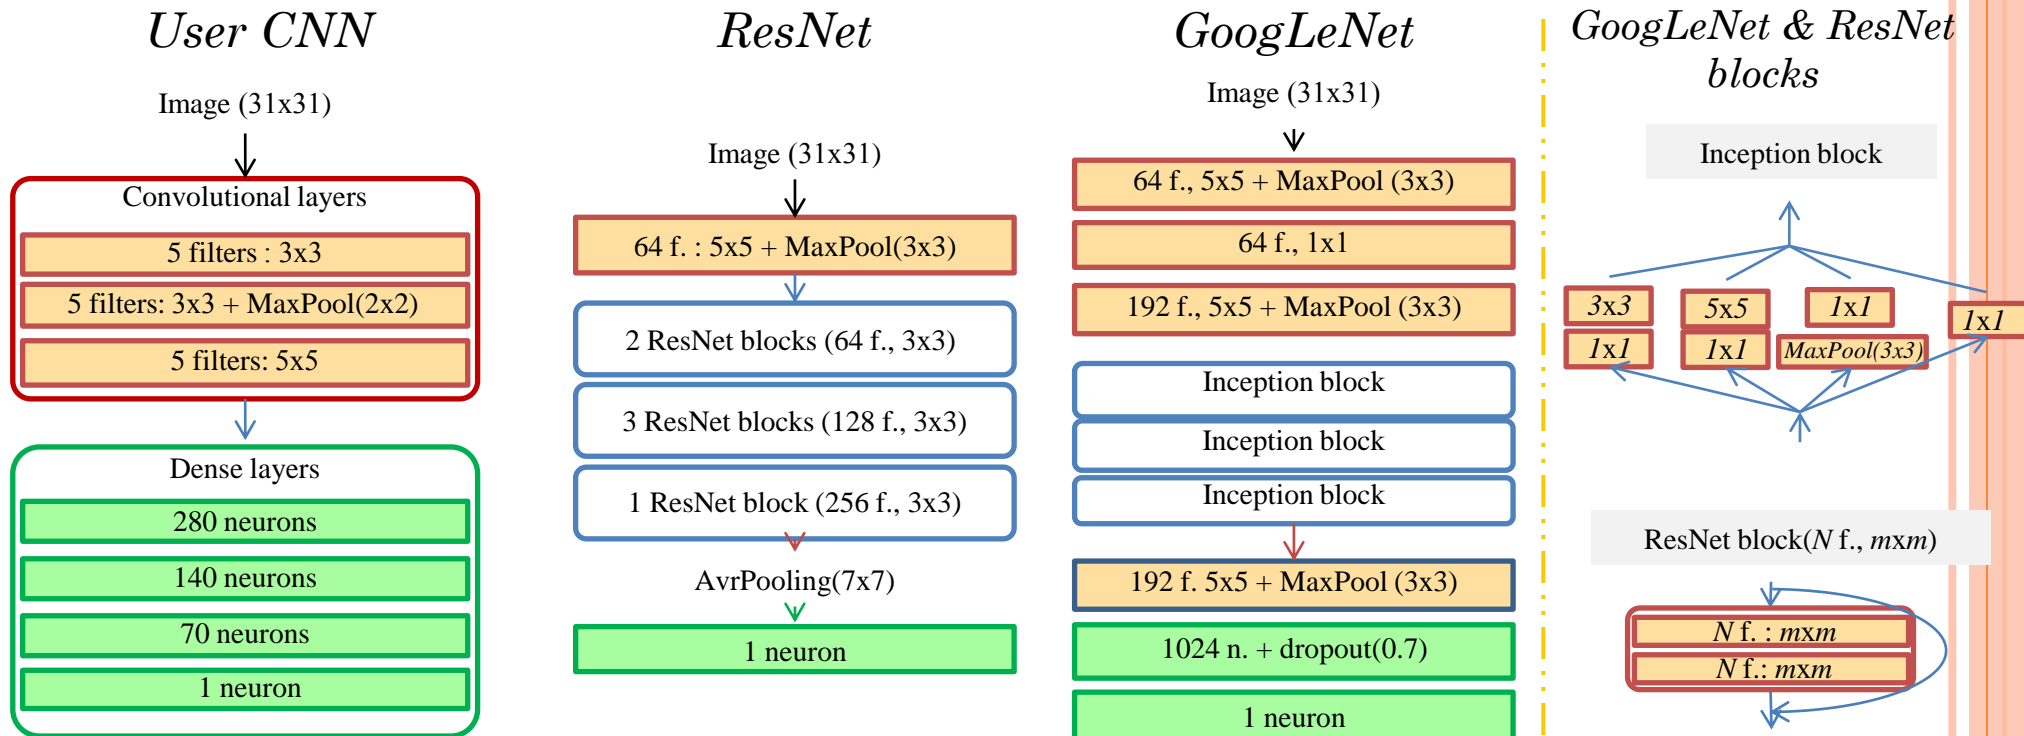 User CNN
Image (31x31)
Convolutional layers
5 filters : 3x3
5 filters: 3x3 + MaxPool(2x2)
5 filters: 5x5
Dense layers
280 neurons
140 neurons
70 neurons
1 neuron
ResNet
Image (31x31)
64 f. : 5x5 + MaxPool(3x3)
2 ResNet blocks (64 f., 3x3)
3 ResNet blocks (128 f., 3x3)
1 ResNet block (256 f., 3x3)
AvrPooling(7x7)
1 neuron
GoogLeNet
Image (31x31)
64 f., 5x5 + MaxPool (3x3)
64 f., 1x1
192 f., 5x5 + MaxPool (3x3)
Inception block
Inception block
Inception block
192 f. 5x5 + MaxPool (3x3)
1024 n. + dropout(0.7)
1 neuron
GoogLeNet & ResNet
blocks
Inception block
3x3
5x5
1x1
1x1
1x1
1x1
MaxPool(3x3)
ResNet block(N f., mxm)
N f. : mxm
N f.: mxm